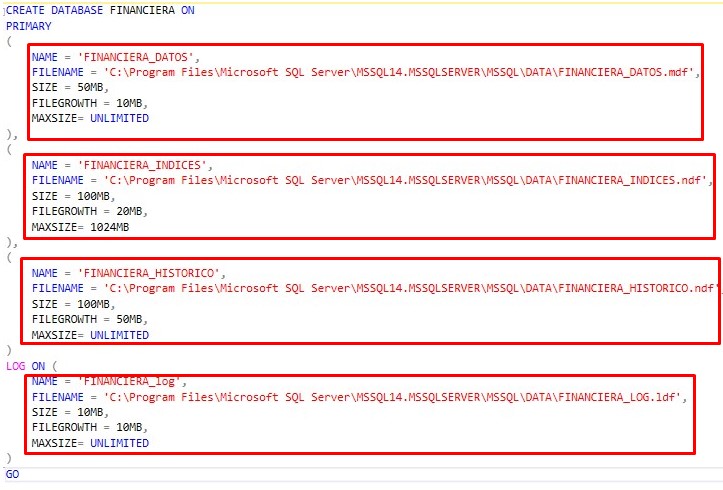 CREATE DATABASE FINANCIERA ON
PRIMARY
(
NAME = 'FINANCIERA_DATOS',
FILENAME = 'C:\Program Files\Microsoft SQL Server\MSSQL14.MSSQLSERVER\MSSQL\DATA\FINANCIERA_DATOS.mdf',
SIZE = 50MB,
FILEGROWTH = 10MB,
MAXSIZE= UNLIMITED
),
(
NAME = 'FINANCIERA_INDICES',
FILENAME = 'C:\Program Files\Microsoft SQL Server\MSSQL14.MSSQLSERVER\MSSQL\DATA\FINANCIERA_INDICES.ndf',
SIZE = 100MB,
FILEGROWTH = 20MB,
MAXSIZE= 1024MB
),
(
NAME = 'FINANCIERA_HISTORICO',
FILENAME = 'C:\Program Files\Microsoft SQL Server\MSSQL14.MSSQLSERVER\MSSQL\DATA\FINANCIERA_HISTORICO.ndf'
SIZE = 100MB,
FILEGROWTH = 50MB,
MAXSIZE= UNLIMITED
)
LOG ON (
NAME = 'FINANCIERA_log',
FILENAME = 'C:\Program Files\Microsoft SQL Server\MSSQL14.MSSQLSERVER\MSSQL\DATA\FINANCIERA_LOG.ldf',
SIZE = 10MB,
FILEGROWTH = 10MB,
MAXSIZE= UNLIMITED
)
GO